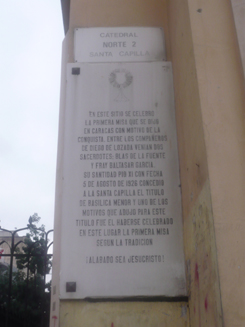 CATEDRAL
NORTE 2
SANTA CAPILLA
EN ESTE SITIO SE CELEBRO
LA PRIMERA MISA QUE SE DIJO
EN CARACAS CON MOTIVO DE LA
CONQUISTA. ENTRE LOS COMPAÑEROS
DE DIEGO DE LOZADA VENIAN DOS
SACERDOTES, BLAS DE LA PUENTE
Y FRAY BALTASAR GARCIA.
SU SANTIDAD PIO XI CON FECHA
5 DE AGOSTO DE 1926 CONCEDIO
A LA SANTA CAPILLA EL TITULO
DE BASILICA MENOR Y UNO DE LOS
MOTIVOS QUE ADUJO PARA ESTE
TITULO FUE EL HABERSE CELEBRADO
EN ESTE LUGAR LA PRIMERA MISA
SEGUN LA TRADICION
(ALABADO SEA JESUCRISTO)